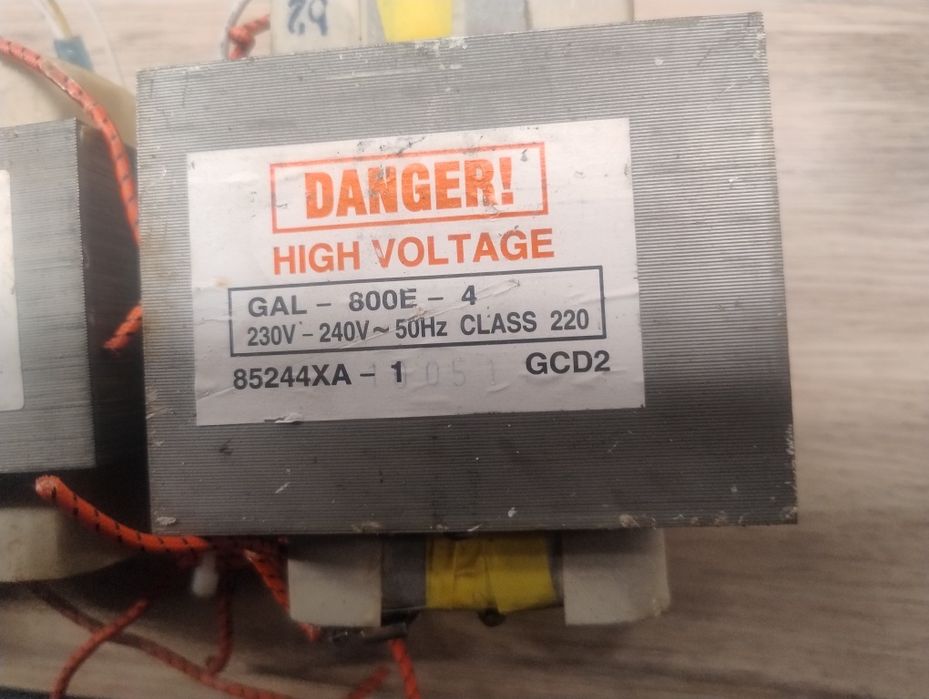 DANGER!
HIGH VOLTAGE
GAL - 800E - 4
230V - 240V ~ 50Hz CLASS 220
85244XA - 1 GCD2